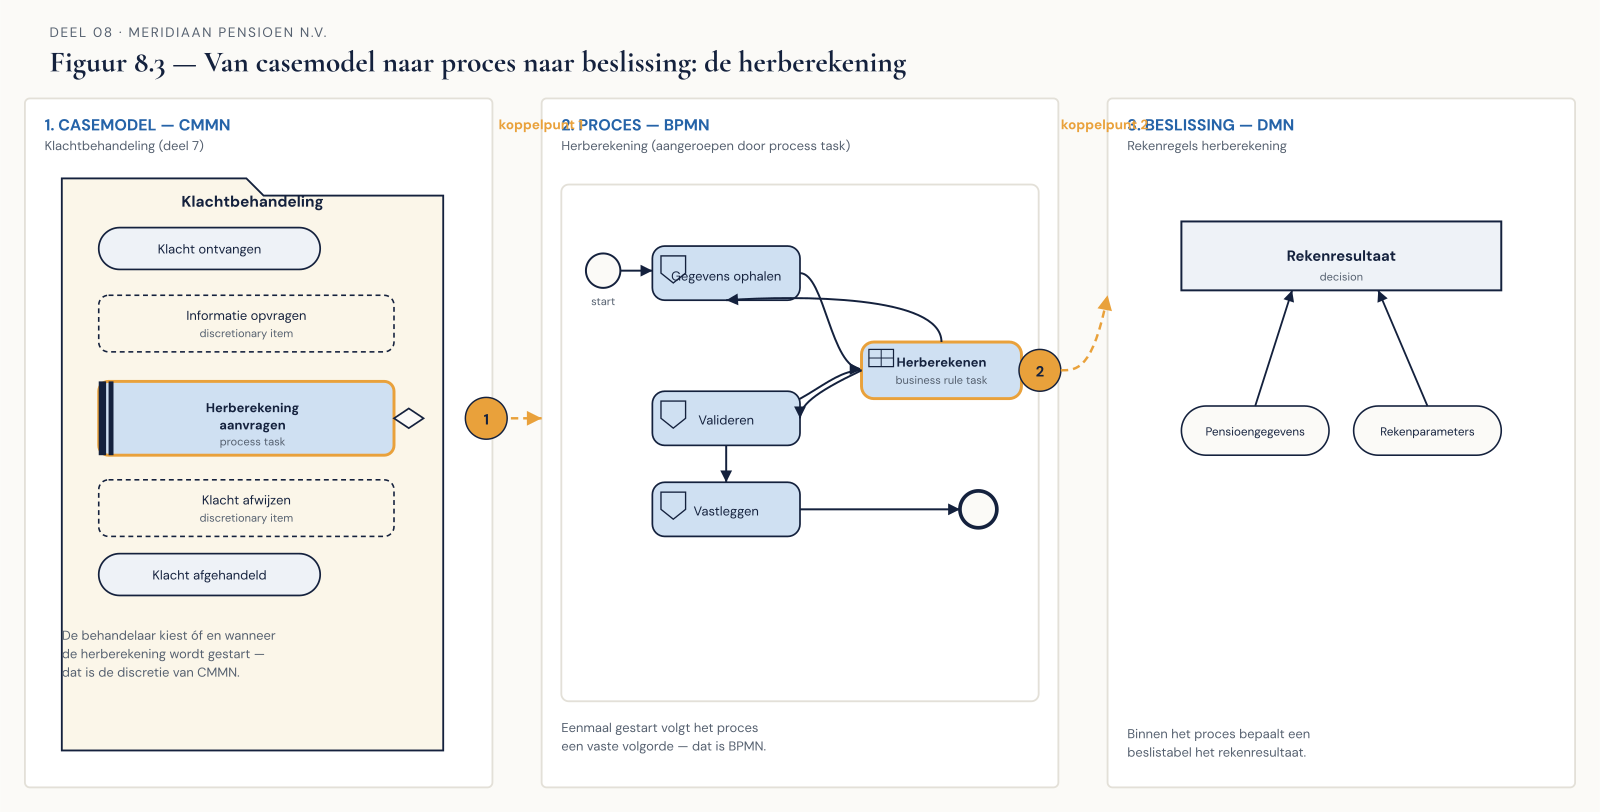 DEEL 08 · MERIDIAAN PENSIOEN N.V.
Figuur 8.3 — Van casemodel naar proces naar beslissing: de herberekening
1. CASEMODEL — CMMN
Klachtbehandeling (deel 7)
Klachtbehandeling
Klacht ontvangen
Informatie opvragen
discretionary item
Herberekening
aanvragen
process task
Klacht afwijzen
discretionary item
Klacht afgehandeld
De behandelaar kiest óf en wanneer
de herberekening wordt gestart —
dat is de discretie van CMMN.
koppelpunt 1
1
2. PROCES — BPMN
Herberekening (aangeroepen door process task)
start
Gegevens ophalen
Herberekenen
business rule task
Valideren
Vastleggen
Eenmaal gestart volgt het proces
een vaste volgorde — dat is BPMN.
koppelpunt 2
2
3. BESLISSING — DMN
Rekenregels herberekening
Rekenresultaat
decision
Pensioengegevens
Rekenparameters
Binnen het proces bepaalt een
beslistabel het rekenresultaat.